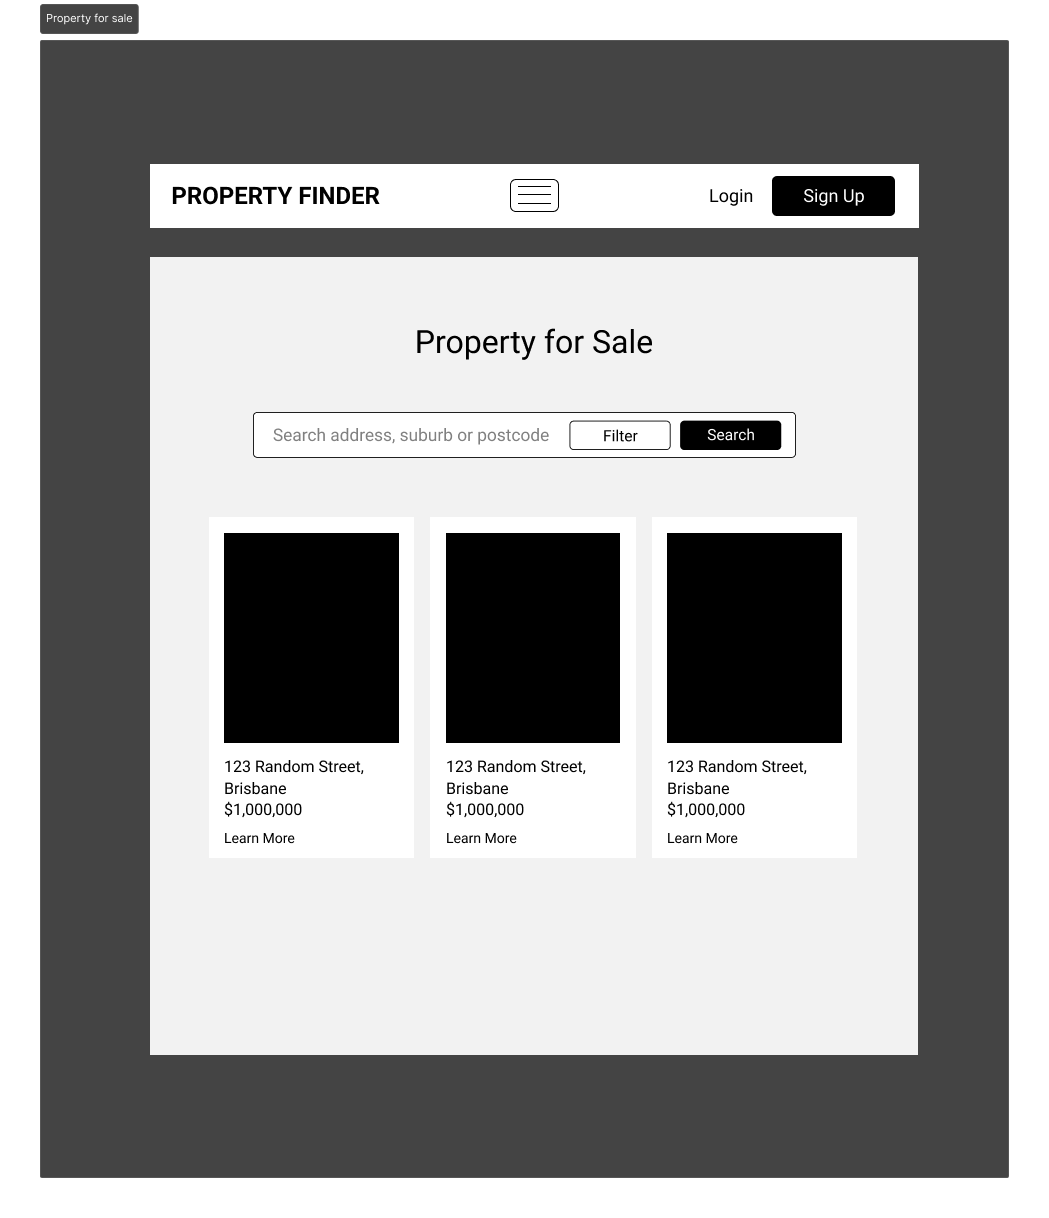 Property for sale
PROPERTY FINDER
Login
Sign Up
Property for Sale
Search address, suburb or postcode
Filter
Search
123 Random Street,
Brisbane
$1,000,000
Learn More
123 Random Street,
Brisbane
$1,000,000
Learn More
123 Random Street,
Brisbane
$1,000,000
Learn More